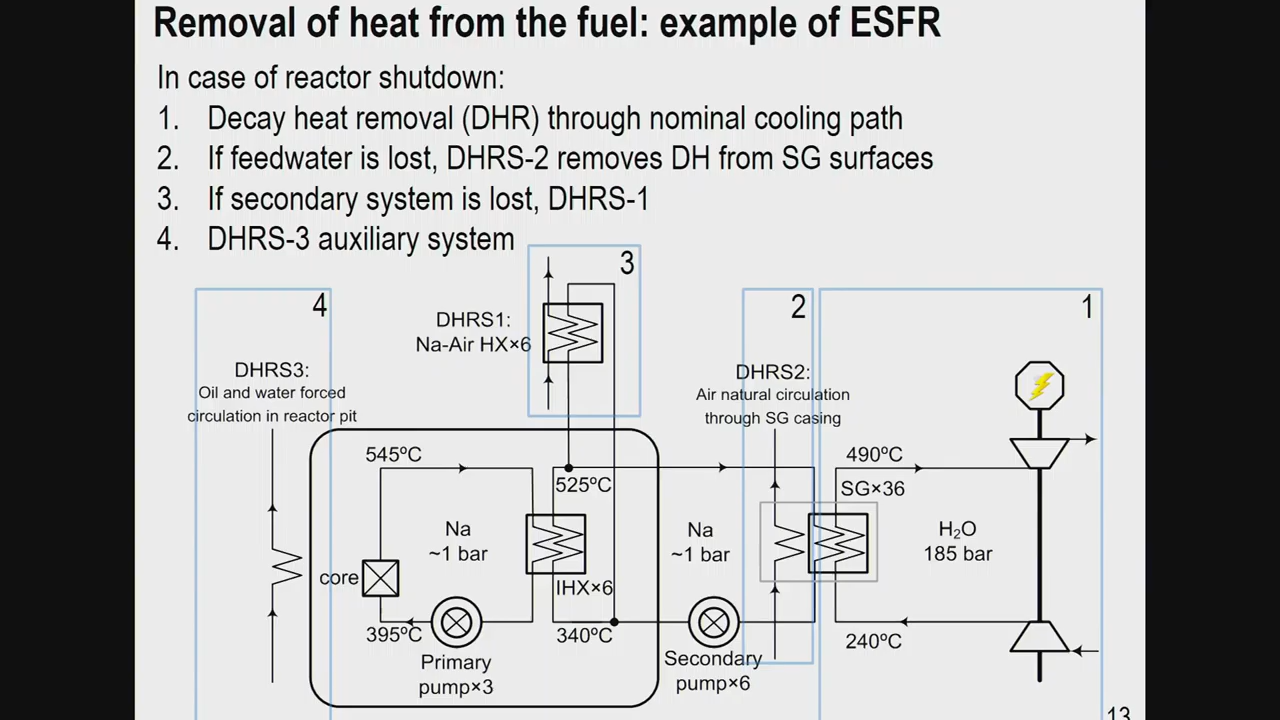 Removal of heat from the fuel: example of ESFR
In case of reactor shutdown:
1. Decay heat removal (DHR) through nominal cooling path
2. If feedwater is lost, DHRS-2 removes DH from SG surfaces
3. If secondary system is lost, DHRS-1
4. DHRS-3 auxiliary system
3
4
2
1
DHRS1:
Na-Air HX×6
DHRS3:
Oil and water forced
circulation in reactor pit
DHRS2:
Air natural circulation
through SG casing
545ºC
525ºC
490ºC
SG×36
Na
~1 bar
Na
~1 bar
H₂O
185 bar
core
IHX×6
395ºC
340ºC
240ºC
Primary
pump×3
Secondary
pump×6
13